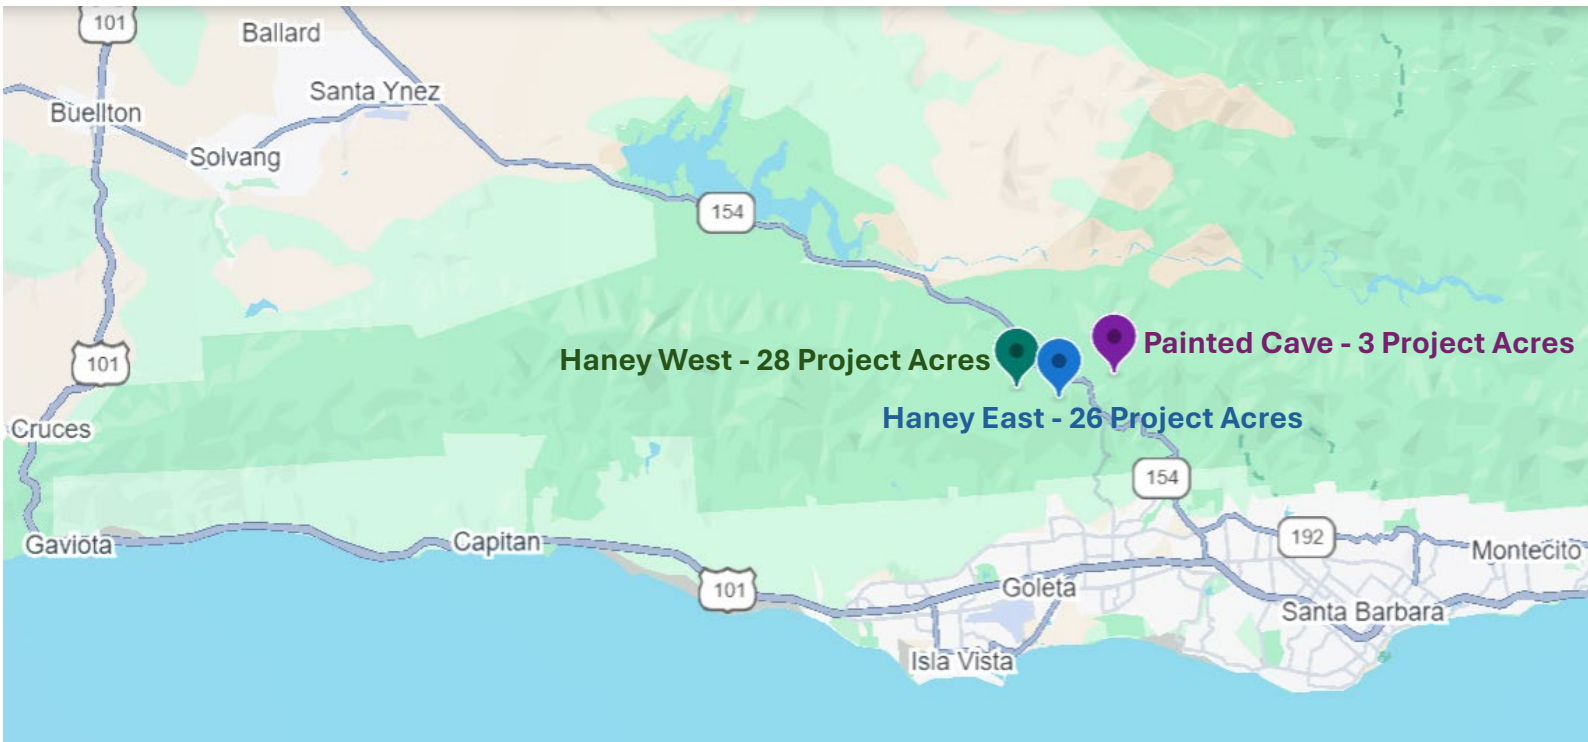 101
Ballard
Santa Ynez
Buellton
Solvang
154
Haney West - 28 Project Acres
Painted Cave - 3 Project Acres
101
Haney East - 26 Project Acres
Cruces
154
Gaviota
Capitan
192
Montecito
101
Goleta
Santa Barbara
Isla Vista